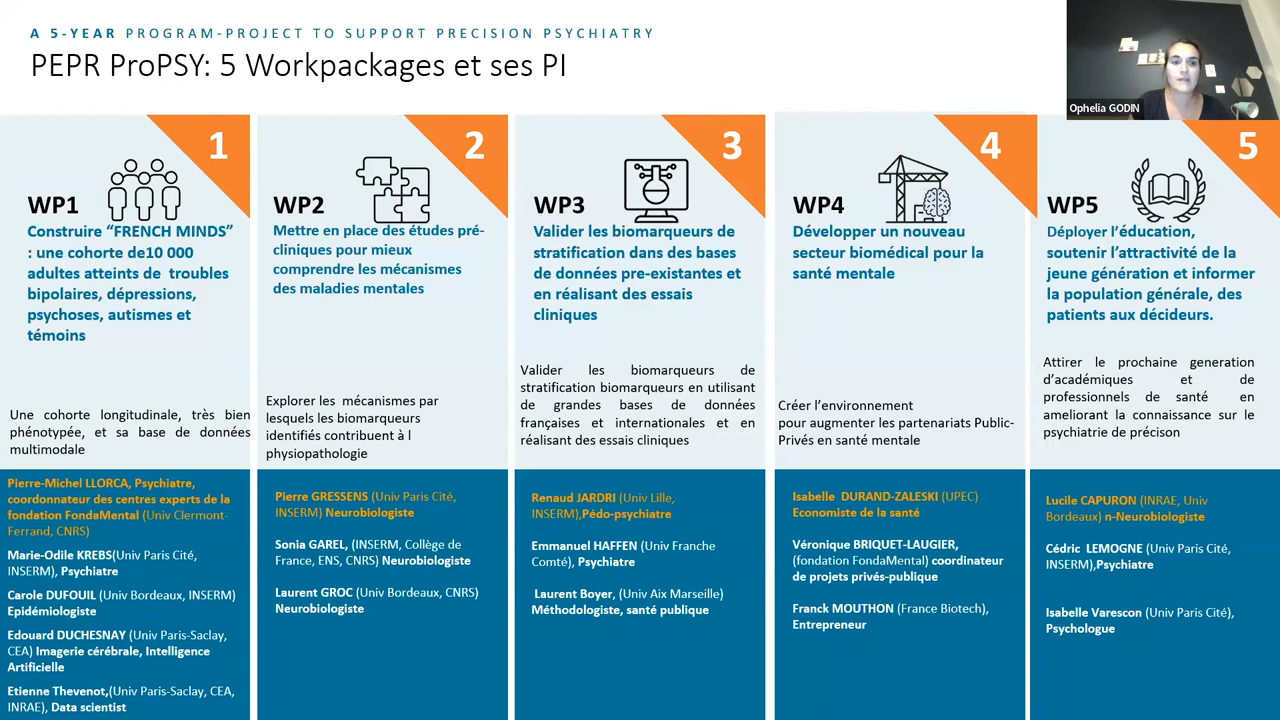 A 5-YEAR PROGRAM-PROJECT TO SUPPORT PRECISION PSYCHIATRY
PEPR ProPSY: 5 Workpackages et ses PI
Ophelia GODIN
1
WP1
Construire “FRENCH MINDS”
: une cohorte de10 000
adultes atteints de troubles
bipolaires, dépressions,
psychoses, autismes et
témoins
Une cohorte longitudinale, très bien
phénotypée, et sa base de données
multimodale
Pierre-Michel LLORCA, Psychiatre,
coordonnateur des centres experts de la
fondation FondaMental (Univ Clermont-
Ferrand, CNRS)
Marie-Odile KREBS(Univ Paris Cité,
INSERM), Psychiatre
Carole DUFOUIL (Univ Bordeaux, INSERM)
Epidémiologiste
Edouard DUCHESNAY (Univ Paris-Saclay,
CEA) Imagerie cérébrale, Intelligence
Artificielle
Etienne Thevenot,(Univ Paris-Saclay, CEA,
INRAE), Data scientist
2
WP2
Mettre en place des études pré-
cliniques pour mieux
comprendre les mécanismes
des maladies mentales
Explorer les mécanismes par
lesquels les biomarqueurs
identifiés contribuent à l
physiopathologie
Pierre GRESSENS (Univ Paris Cité,
INSERM) Neurobiologiste
Sonia GAREL, (INSERM, Collège de
France, ENS, CNRS) Neurobiologiste
Laurent GROC (Univ Bordeaux, CNRS)
Neurobiologiste
3
WP3
Valider les biomarqueurs de
stratification dans des bases
de données pre-existantes et
en réalisant des essais
cliniques
Valider les biomarqueurs de
stratification biomarqueurs en utilisant
de grandes bases de données
françaises et internationales et en
réalisant des essais cliniques
Renaud JARDRI (Univ Lille,
INSERM),Pédo-psychiatre
Emmanuel HAFFEN (Univ Franche
Comté), Psychiatre
Laurent Boyer, (Univ Aix Marseille)
Méthodologiste, santé publique
4
WP4
Développer un nouveau
secteur biomédical pour la
santé mentale
Créer l’environnement
pour augmenter les partenariats Public-
Privés en santé mentale
Isabelle DURAND-ZALESKI (UPEC)
Economiste de la santé
Véronique BRIQUET-LAUGIER,
(fondation FondaMental) coordinateur
de projets privés-publique
Franck MOUTHON (France Biotech),
Entrepreneur
5
WP5
Déployer l’éducation,
soutenir l’attractivité de la
jeune génération et informer
la population générale, des
patients aux décideurs.
Attirer le prochaine generation
d’académiques et de
professionnels de santé en
ameliorant la connaissance sur le
psychiatrie de précison
Lucile CAPURON (INRAE, Univ
Bordeaux) n-Neurobiologiste
Cédric LEMOGNE (Univ Paris Cité,
INSERM),Psychiatre
Isabelle Varescon (Univ Paris Cité),
Psychologue